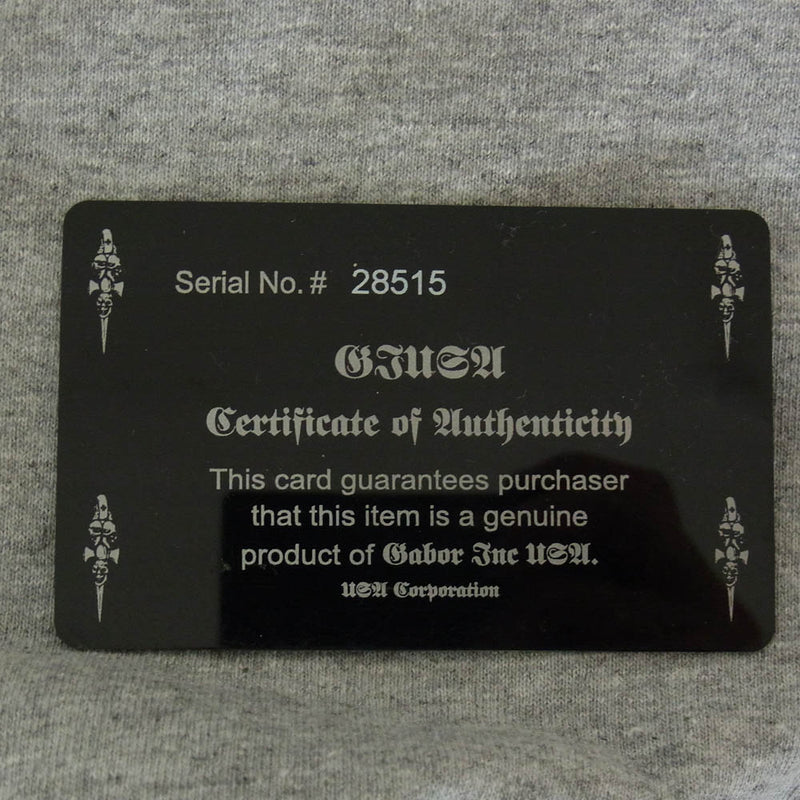 Serial No. # 28515
GIUSA
Certificate of Authenticity
This card guarantees purchaser
that this item is a genuine
product of Gabor Inc USA.
USA Corporation